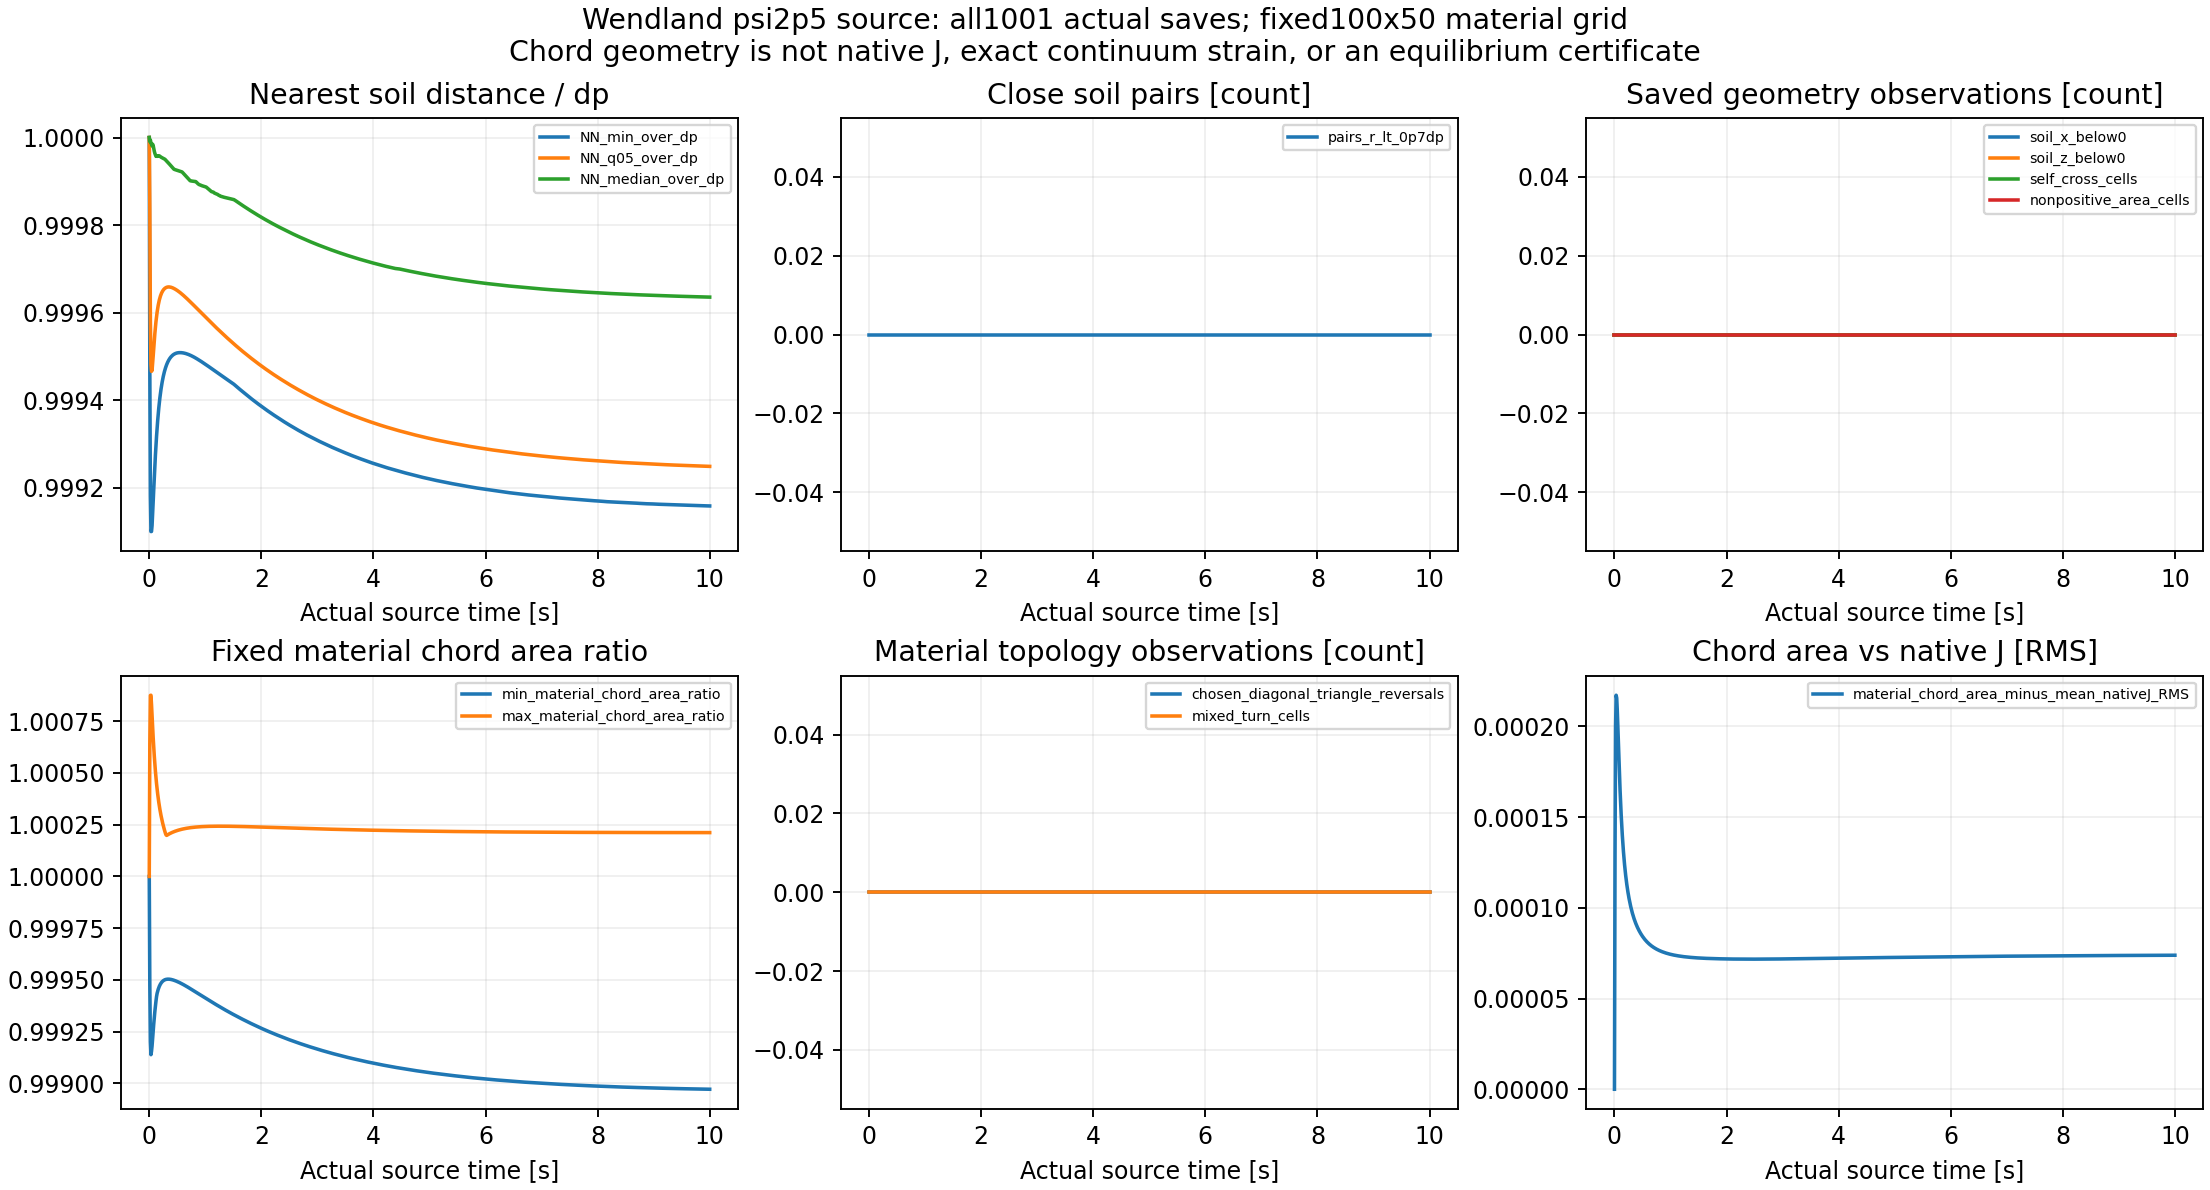 Wendland psi2p5 source: all1001 actual saves; fixed100x50 material grid
Chord geometry is not native J, exact continuum strain, or an equilibrium certificate
Nearest soil distance / dp
NN_min_over_dp
NN_q05_over_dp
NN_median_over_dp
1.0000
0.9998
0.9996
0.9994
0.9992
0 2 4 6 8 10
Actual source time [s]
Close soil pairs [count]
pairs_r_lt_0p7dp
0.04
0.02
0.00
−0.02
−0.04
0 2 4 6 8 10
Actual source time [s]
Saved geometry observations [count]
soil_x_below0
soil_z_below0
self_cross_cells
nonpositive_area_cells
0.04
0.02
0.00
−0.02
−0.04
0 2 4 6 8 10
Actual source time [s]
Fixed material chord area ratio
min_material_chord_area_ratio
max_material_chord_area_ratio
1.00075
1.00050
1.00025
1.00000
0.99975
0.99950
0.99925
0.99900
0 2 4 6 8 10
Actual source time [s]
Material topology observations [count]
chosen_diagonal_triangle_reversals
mixed_turn_cells
0.04
0.02
0.00
−0.02
−0.04
0 2 4 6 8 10
Actual source time [s]
Chord area vs native J [RMS]
material_chord_area_minus_mean_nativeJ_RMS
0.00020
0.00015
0.00010
0.00005
0.00000
0 2 4 6 8 10
Actual source time [s]